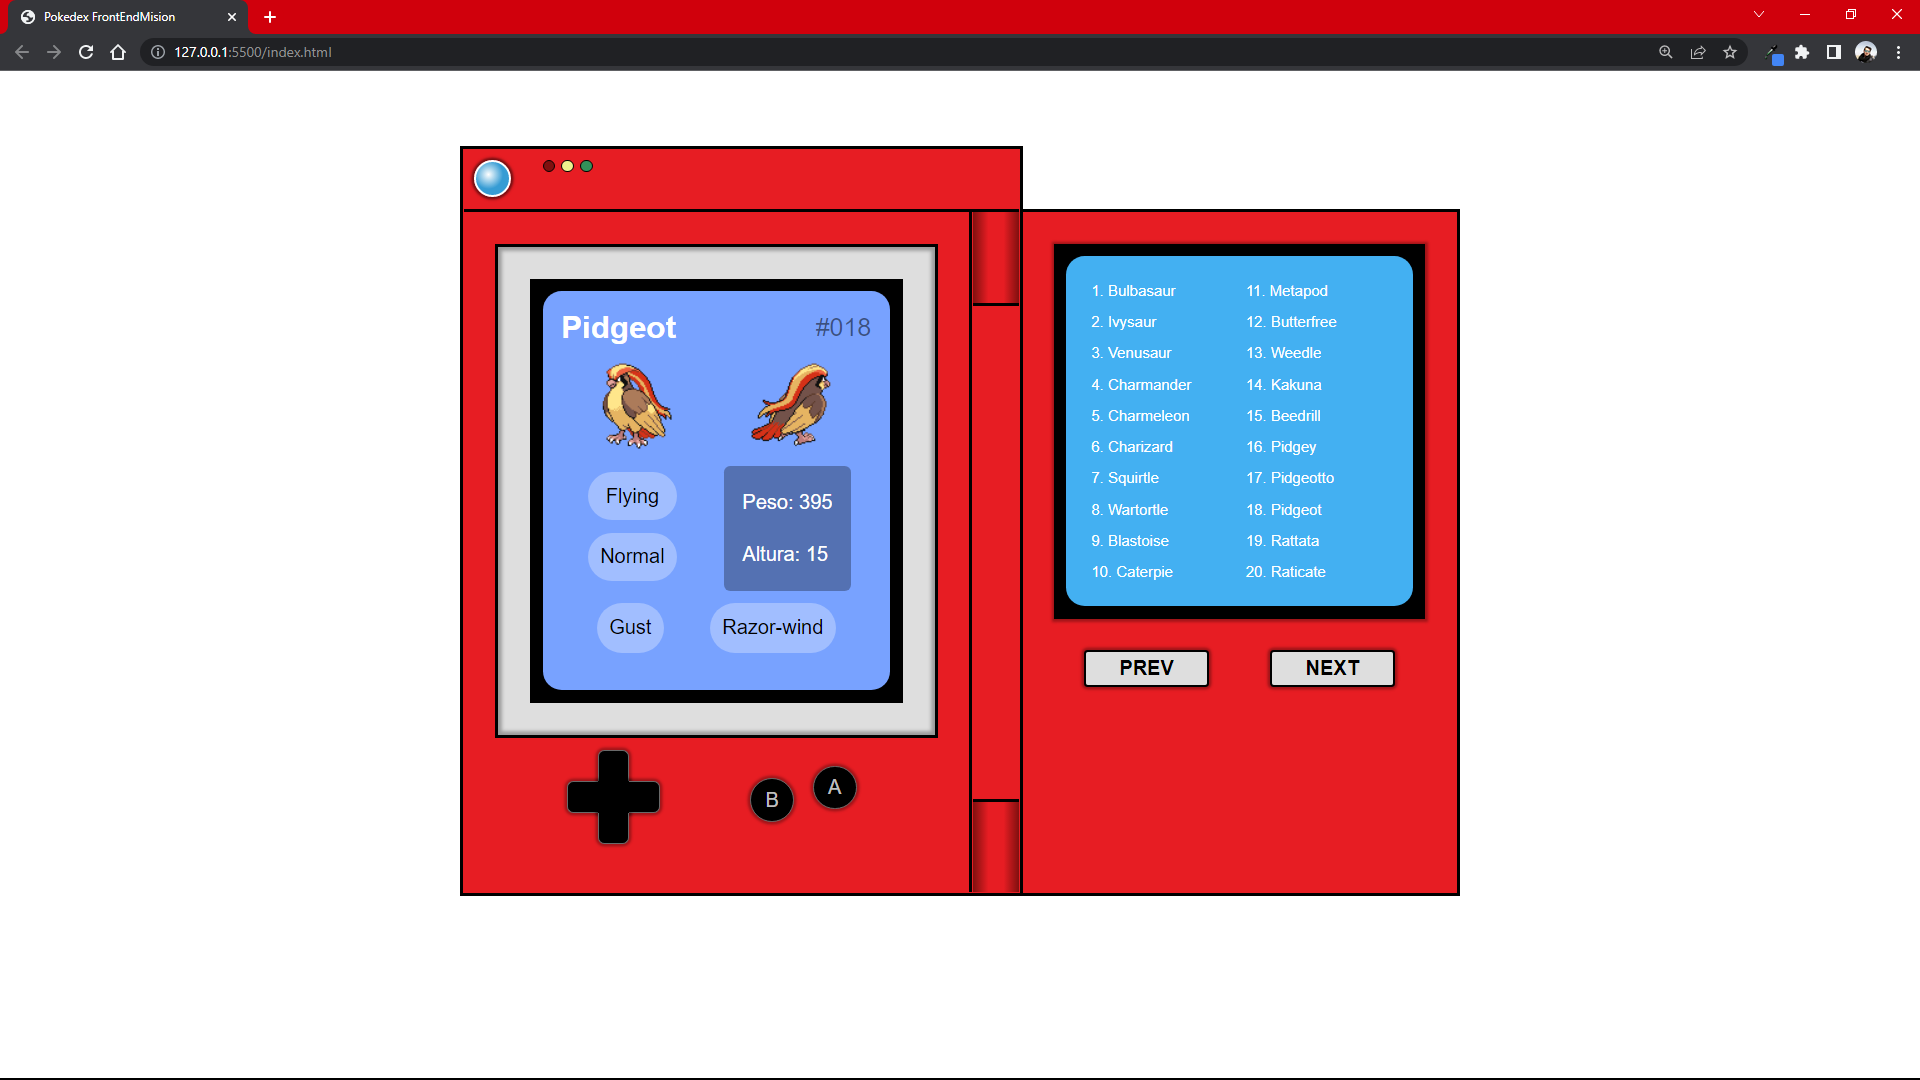 Pokedex FrontEndMision
127.0.0.1:5500/index.html
Pidgeot #018
Flying
Normal
Peso: 395
Altura: 15
Gust Razor-wind
B A
1. Bulbasaur
2. Ivysaur
3. Venusaur
4. Charmander
5. Charmeleon
6. Charizard
7. Squirtle
8. Wartortle
9. Blastoise
10. Caterpie
11. Metapod
12. Butterfree
13. Weedle
14. Kakuna
15. Beedrill
16. Pidgey
17. Pidgeotto
18. Pidgeot
19. Rattata
20. Raticate
PREV NEXT